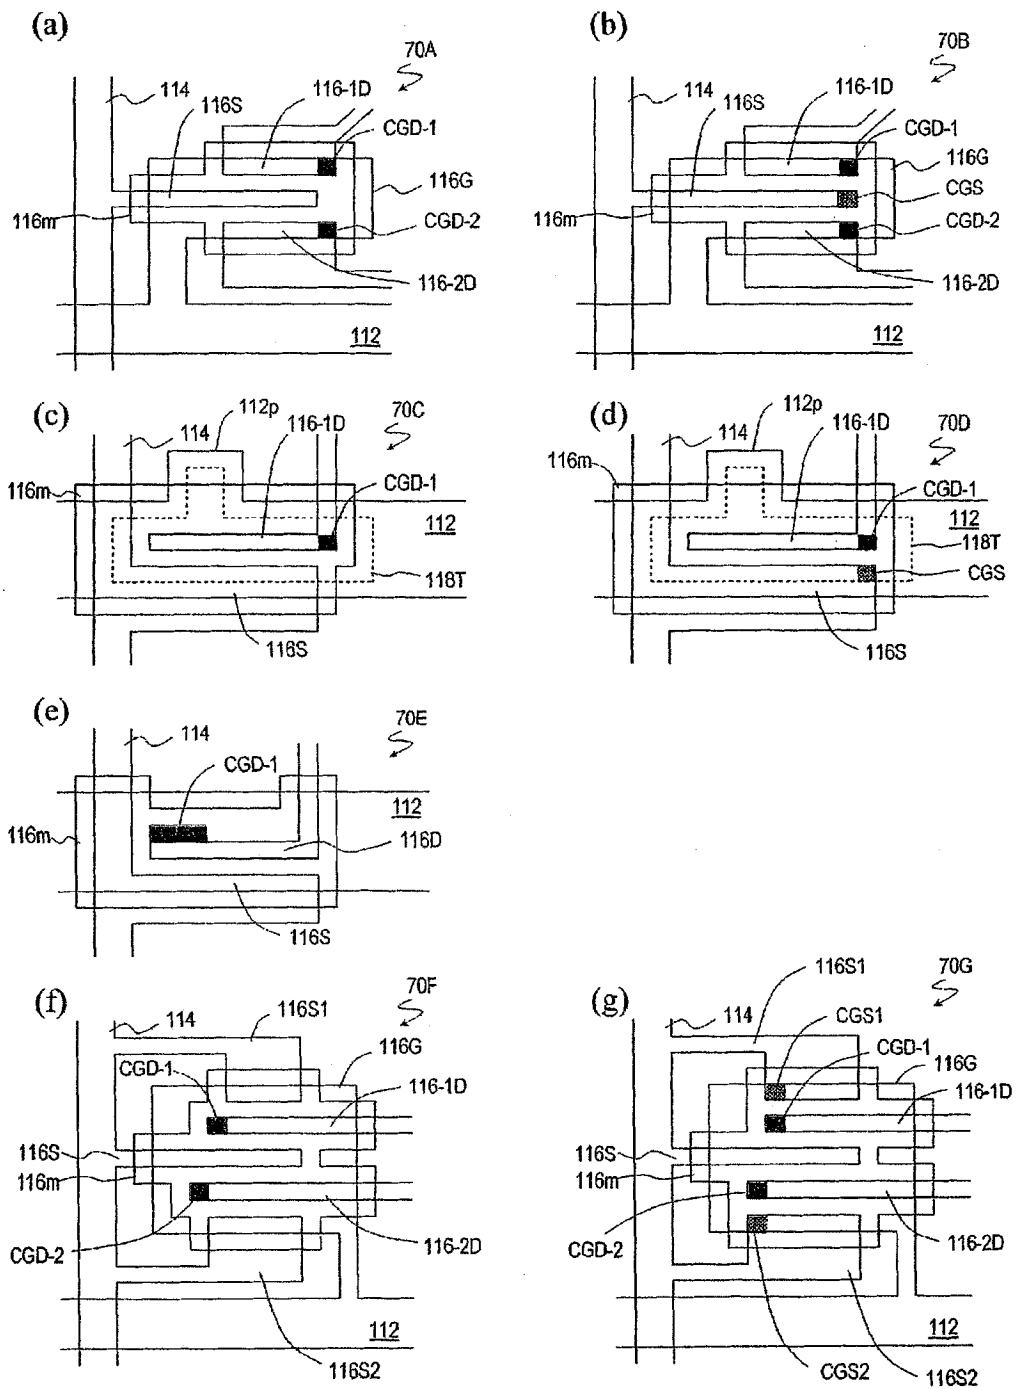 (a)
70A
114
116S
116-1D
CGD-1
116G
116m
CGD-2
116-2D
112
(b)
70B
114
116S
116-1D
CGD-1
116G
CGS
116m
CGD-2
116-2D
112
(c)
112p
70C
114
116-1D
116m
CGD-1
112
118T
116S
(d)
112p
70D
114
116-1D
116m
CGD-1
112
118T
CGS
116S
(e)
70E
114
CGD-1
112
116m
116D
116S
(f)
70F
114
116S1
CGD-1
116G
116-1D
116S
116m
CGD-2
116-2D
112
116S2
(g)
116S1
70G
114
CGS1
CGD-1
116G
116-1D
116S
116m
CGD-2
116-2D
112
CGS2
116S2